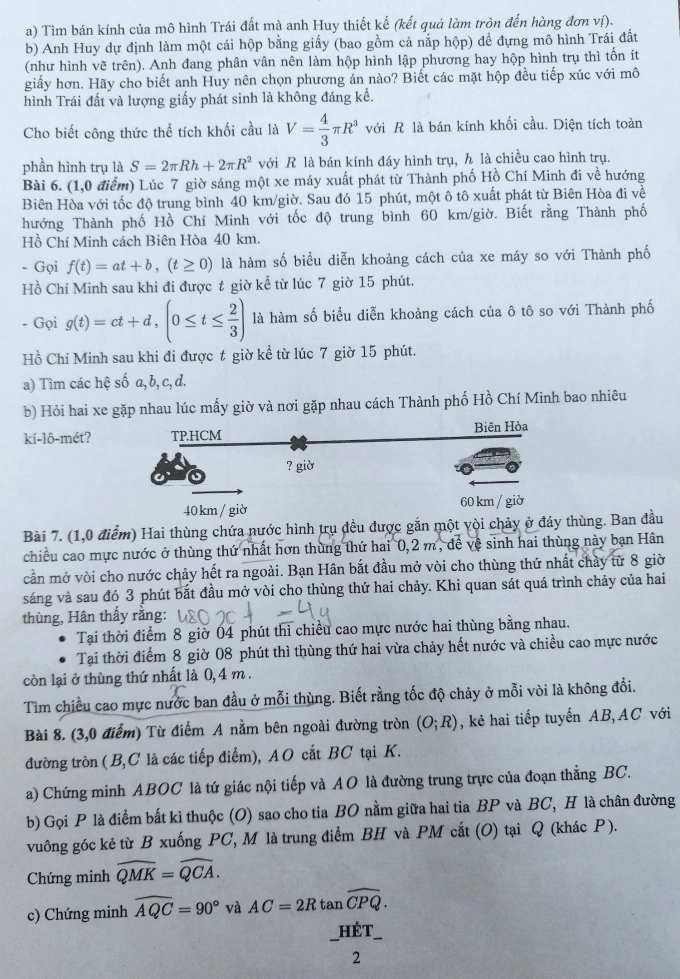 a) Tìm bán kính của mô hình Trái đất mà anh Huy thiết kế (kết quả làm tròn đến hàng đơn vị).
b) Anh Huy dự định làm một cái hộp bằng giấy (bao gồm cả nắp hộp) để đựng mô hình Trái đất
(như hình vẽ trên). Anh đang phân vân nên làm hộp hình lập phương hay hộp hình trụ thì tốn ít
giấy hơn. Hãy cho biết anh Huy nên chọn phương án nào? Biết các mặt hộp đều tiếp xúc với mô
hình Trái đất và lượng giấy phát sinh là không đáng kể.
Cho biết công thức thể tích khối cầu là V = 4/3 πR³ với R là bán kính khối cầu. Diện tích toàn
phần hình trụ là S = 2πRh + 2πR² với R là bán kính đáy hình trụ, h là chiều cao hình trụ.
Bài 6. (1,0 điểm) Lúc 7 giờ sáng một xe máy xuất phát từ Thành phố Hồ Chí Minh đi về hướng
Biên Hòa với tốc độ trung bình 40 km/giờ. Sau đó 15 phút, một ô tô xuất phát từ Biên Hòa đi về
hướng Thành phố Hồ Chí Minh với tốc độ trung bình 60 km/giờ. Biết rằng Thành phố
Hồ Chí Minh cách Biên Hòa 40 km.
- Gọi f(t) = at + b , (t ≥ 0) là hàm số biểu diễn khoảng cách của xe máy so với Thành phố
Hồ Chí Minh sau khi đi được t giờ kể từ lúc 7 giờ 15 phút.
- Gọi g(t) = ct + d , (0 ≤ t ≤ 2/3) là hàm số biểu diễn khoảng cách của ô tô so với Thành phố
Hồ Chí Minh sau khi đi được t giờ kể từ lúc 7 giờ 15 phút.
a) Tìm các hệ số a,b,c,d.
b) Hỏi hai xe gặp nhau lúc mấy giờ và nơi gặp nhau cách Thành phố Hồ Chí Minh bao nhiêu
ki-lô-mét?
TP.HCM
Biên Hòa
? giờ
40 km / giờ
60 km / giờ
Bài 7. (1,0 điểm) Hai thùng chứa nước hình trụ đều được gắn một vòi chảy ở đáy thùng. Ban đầu
chiều cao mực nước ở thùng thứ nhất hơn thùng thứ hai 0,2 m, để vệ sinh hai thùng này bạn Hân
cần mở vòi cho nước chảy hết ra ngoài. Bạn Hân bắt đầu mở vòi cho thùng thứ nhất chảy từ 8 giờ
sáng và sau đó 3 phút bắt đầu mở vòi cho thùng thứ hai chảy. Khi quan sát quá trình chảy của hai
thùng, Hân thấy rằng:
• Tại thời điểm 8 giờ 04 phút thì chiều cao mực nước hai thùng bằng nhau.
• Tại thời điểm 8 giờ 08 phút thì thùng thứ hai vừa chảy hết nước và chiều cao mực nước
còn lại ở thùng thứ nhất là 0,4 m .
Tìm chiều cao mực nước ban đầu ở mỗi thùng. Biết rằng tốc độ chảy ở mỗi vòi là không đổi.
Bài 8. (3,0 điểm) Từ điểm A nằm bên ngoài đường tròn (O;R), kẻ hai tiếp tuyến AB, AC với
đường tròn ( B,C là các tiếp điểm), AO cắt BC tại K.
a) Chứng minh ABOC là tứ giác nội tiếp và AO là đường trung trực của đoạn thẳng BC.
b) Gọi P là điểm bất kì thuộc (O) sao cho tia BO nằm giữa hai tia BP và BC, H là chân đường
vuông góc kẻ từ B xuống PC, M là trung điểm BH và PM cắt (O) tại Q (khác P).
Chứng minh QMK = QCA.
c) Chứng minh AQC = 90° và AC = 2R tan CPQ.
_HẾT_
2